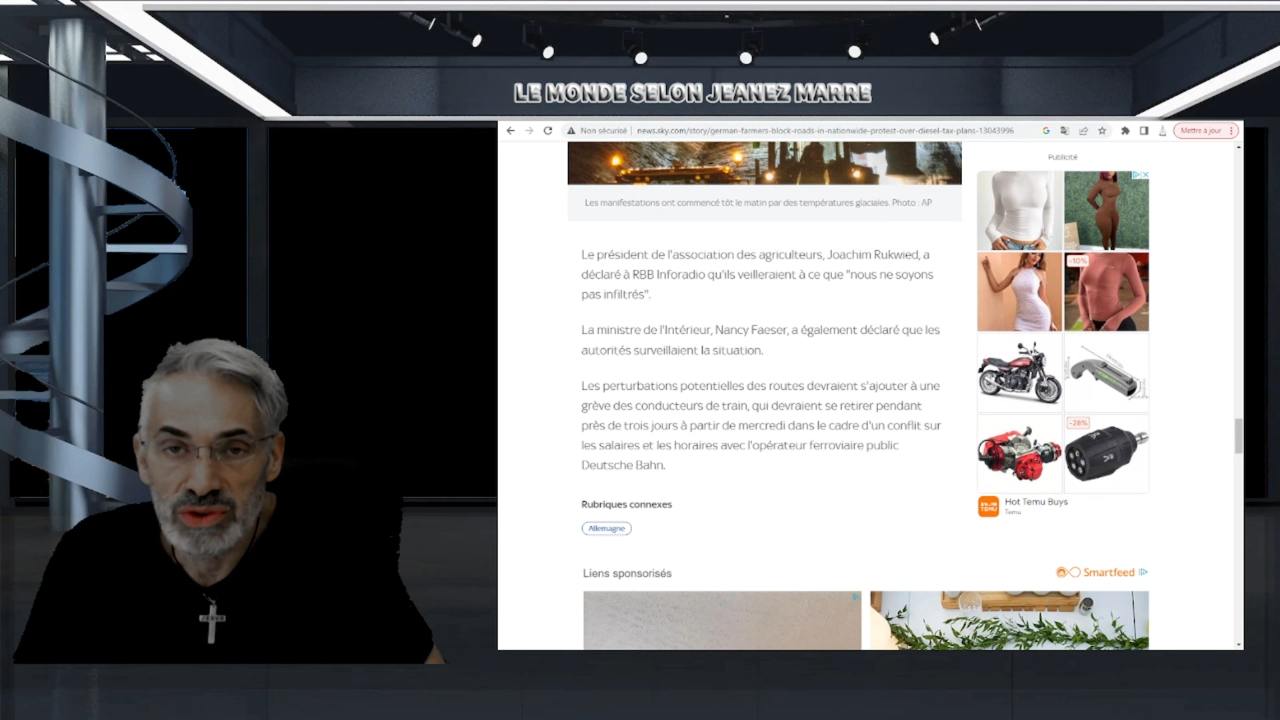 LE MONDE SELON JEANEZ MARRE
Non sécurisé | news.sky.com/story/german-farmers-block-roads-in-nationwide-protest-over-diesel-tax-plans-13043996
Mettre à jour
Publicité
Les manifestations ont commencé tôt le matin par des températures glaciales. Photo : AP
Le président de l'association des agriculteurs, Joachim Rukwied, a
déclaré à RBB Inforadio qu'ils veilleraient à ce que "nous ne soyons
pas infiltrés".
La ministre de l'Intérieur, Nancy Faeser, a également déclaré que les
autorités surveillaient la situation.
Les perturbations potentielles des routes devraient s'ajouter à une
grève des conducteurs de train, qui devraient se retirer pendant
près de trois jours à partir de mercredi dans le cadre d'un conflit sur
les salaires et les horaires avec l'opérateur ferroviaire public
Deutsche Bahn.
Rubriques connexes
Allemagne
-10%
-28%
Hot Temu Buys
Temu
Liens sponsorisés
Smartfeed